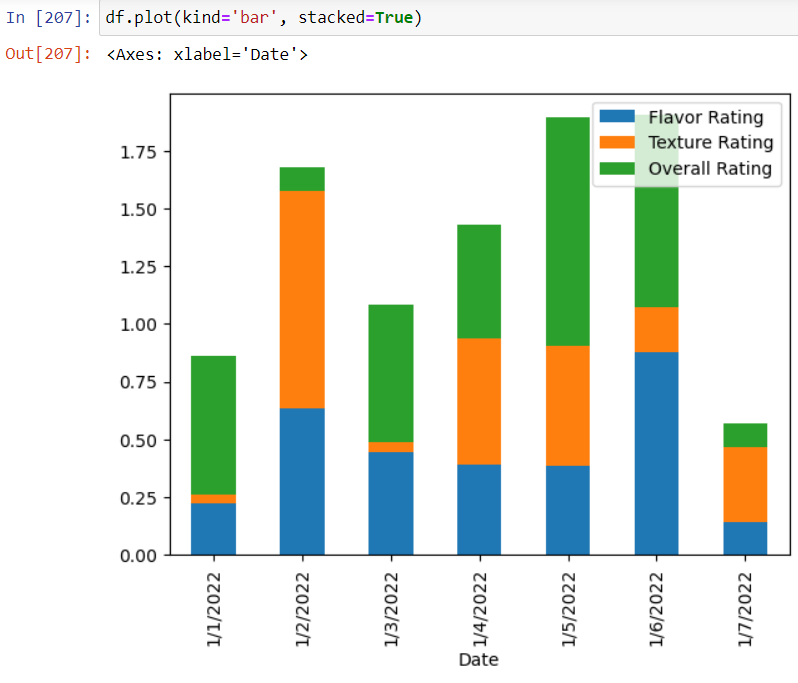 In [207]: df.plot(kind='bar', stacked=True)
Out[207]: <Axes: xlabel='Date'>
Flavor Rating
Texture Rating
Overall Rating
1.75
1.50
1.25
1.00
0.75
0.50
0.25
0.00
1/1/2022
1/2/2022
1/3/2022
1/4/2022
1/5/2022
1/6/2022
1/7/2022
Date